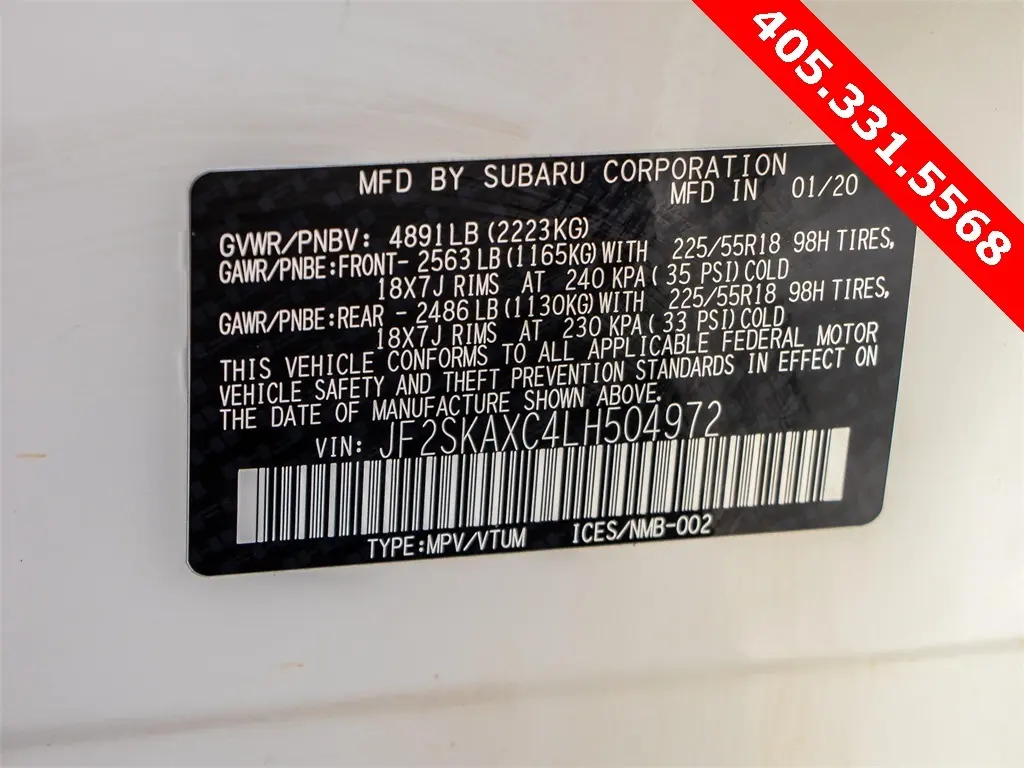 405.331.5568
MFD BY SUBARU CORPORATION
MFD IN 01/20
GVWR/PNBV: 4891LB (2223KG)
GAWR/PNBE:FRONT- 2563LB(1165KG)WITH 225/55R18 98H TIRES,
18X7J RIMS AT 240 KPA( 35 PSI)COLD
GAWR/PNBE:REAR - 2486LB(1130KG)WITH 225/55R18 98H TIRES,
18X7J RIMS AT 230 KPA( 33 PSI)COLD
THIS VEHICLE CONFORMS TO ALL APPLICABLE FEDERAL MOTOR
VEHICLE SAFETY AND THEFT PREVENTION STANDARDS IN EFFECT ON
THE DATE OF MANUFACTURE SHOWN ABOVE.
VIN: JF2SKAXC4LH504972
TYPE:MPV/VTUM ICES/NMB-002